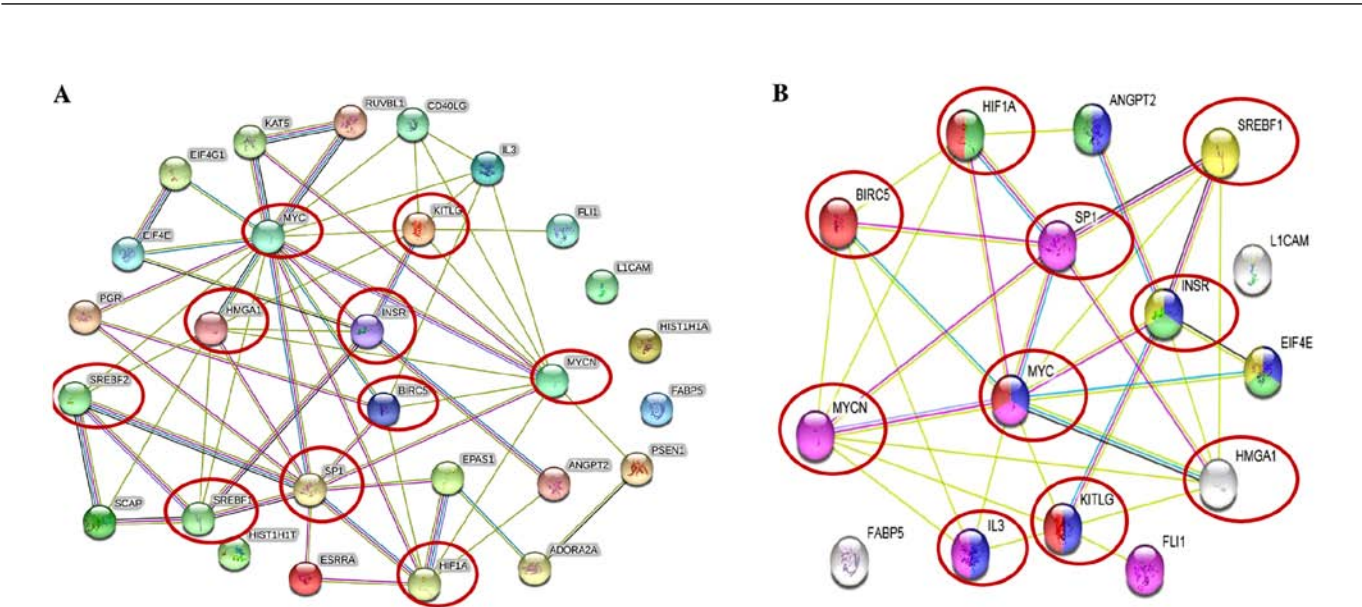 A
RUVBL1
CD40LG
KAT5
IL3
EIF4G1
MYC
KITLG
FLI1
EIF4E
L1CAM
PGR
HMGA1
INSR
HIST1H1A
MYCN
SREBF2
BIRC5
FABP5
SP1
EPAS1
ANGPT2
PSEN1
SCAP
SREBF1
HIST1H1T
ESRRA
HIF1A
ADORA2A
B
HIF1A
ANGPT2
SREBF1
BIRC5
SP1
L1CAM
INSR
EIF4E
MYC
MYCN
HMGA1
KITLG
IL3
FABP5
FLI1